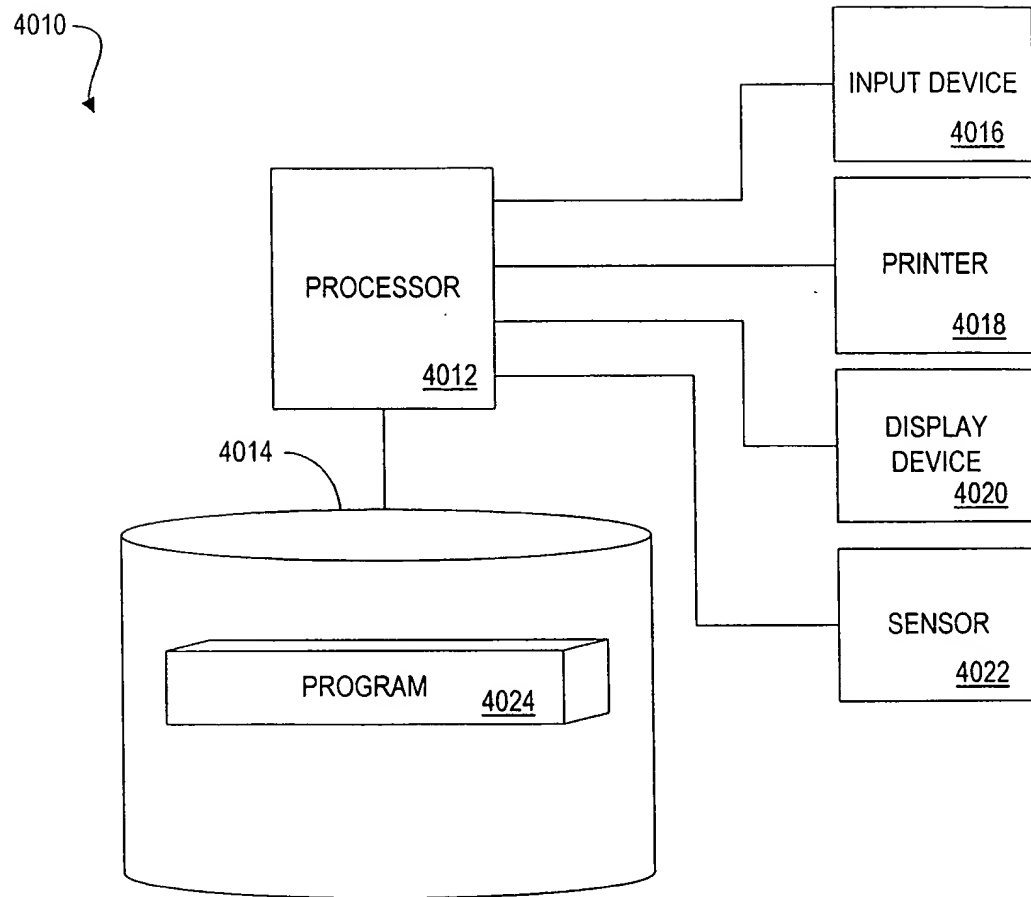 4010
INPUT DEVICE
4016
PROCESSOR
4012
PRINTER
4018
DISPLAY
DEVICE
4020
4014
SENSOR
4022
PROGRAM
4024